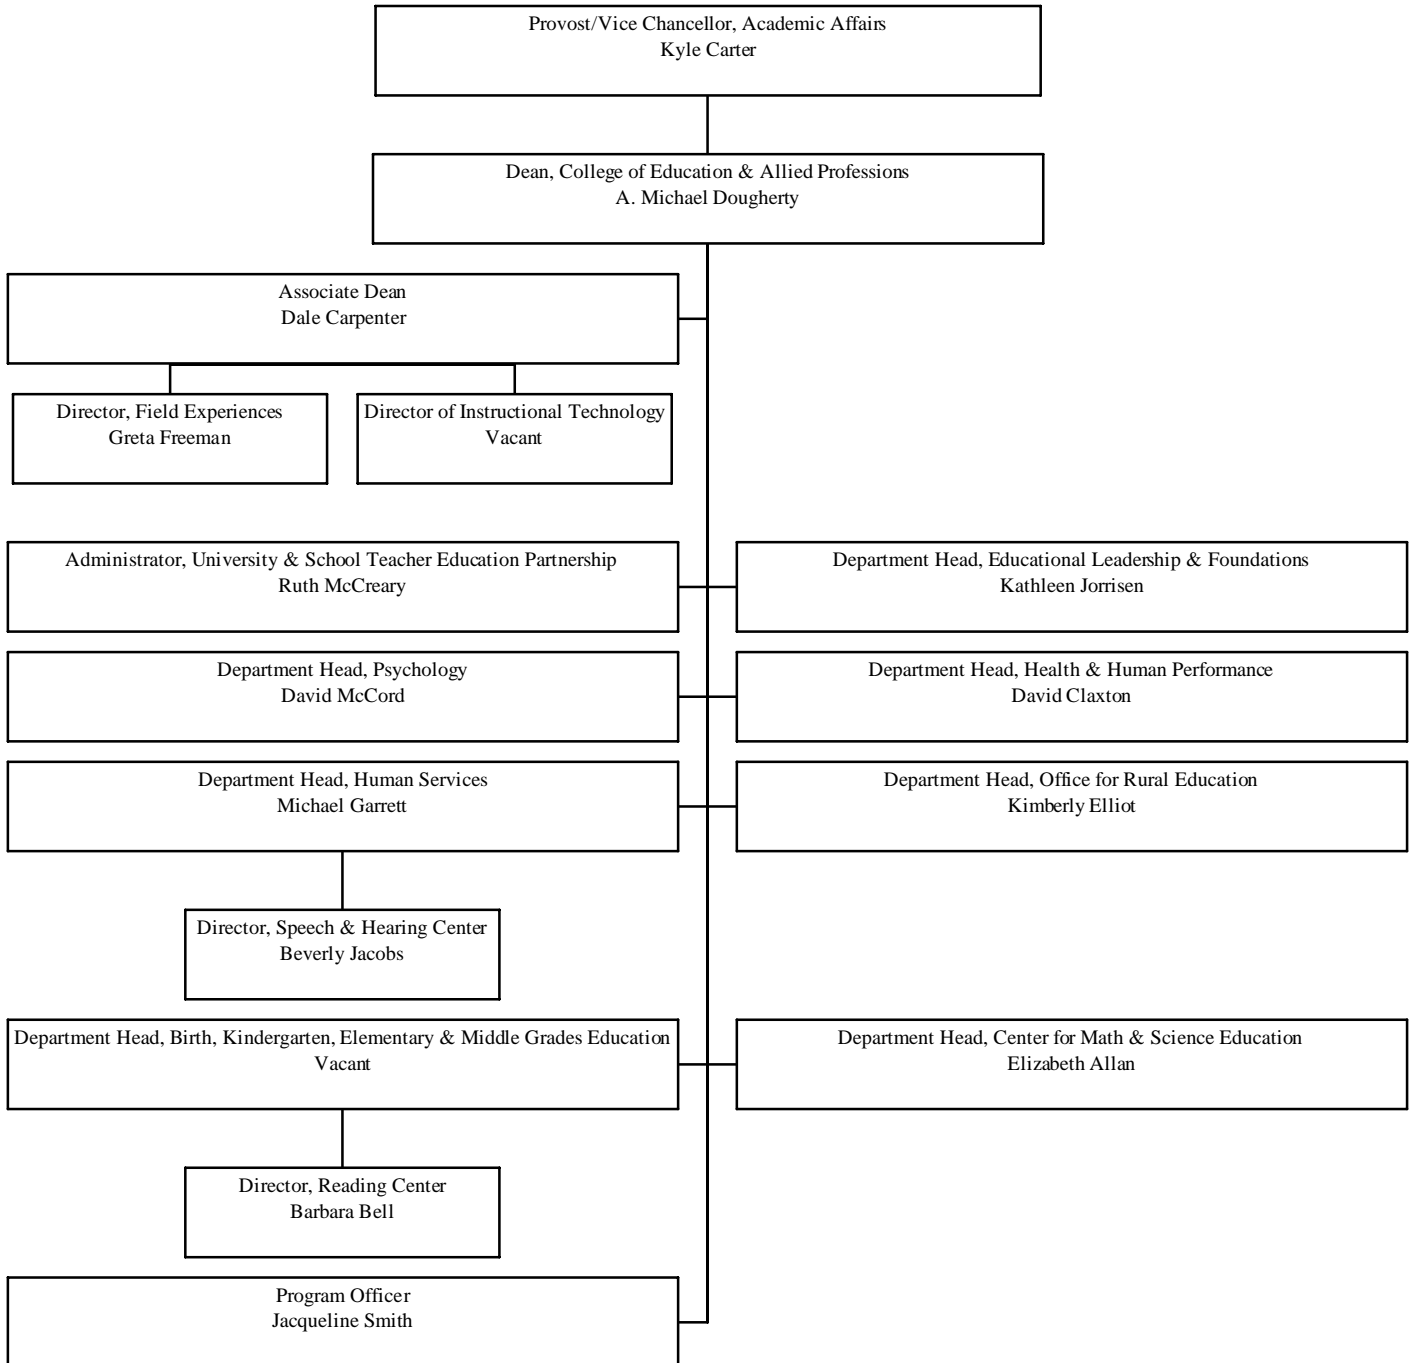 Provost/Vice Chancellor, Academic Affairs
Kyle Carter
Dean, College of Education & Allied Professions
A. Michael Dougherty
Associate Dean
Dale Carpenter
Director, Field Experiences
Greta Freeman
Director of Instructional Technology
Vacant
Administrator, University & School Teacher Education Partnership
Ruth McCreary
Department Head, Educational Leadership & Foundations
Kathleen Jorrisen
Department Head, Psychology
David McCord
Department Head, Health & Human Performance
David Claxton
Department Head, Human Services
Michael Garrett
Department Head, Office for Rural Education
Kimberly Elliot
Director, Speech & Hearing Center
Beverly Jacobs
Department Head, Birth, Kindergarten, Elementary & Middle Grades Education
Vacant
Department Head, Center for Math & Science Education
Elizabeth Allan
Director, Reading Center
Barbara Bell
Program Officer
Jacqueline Smith